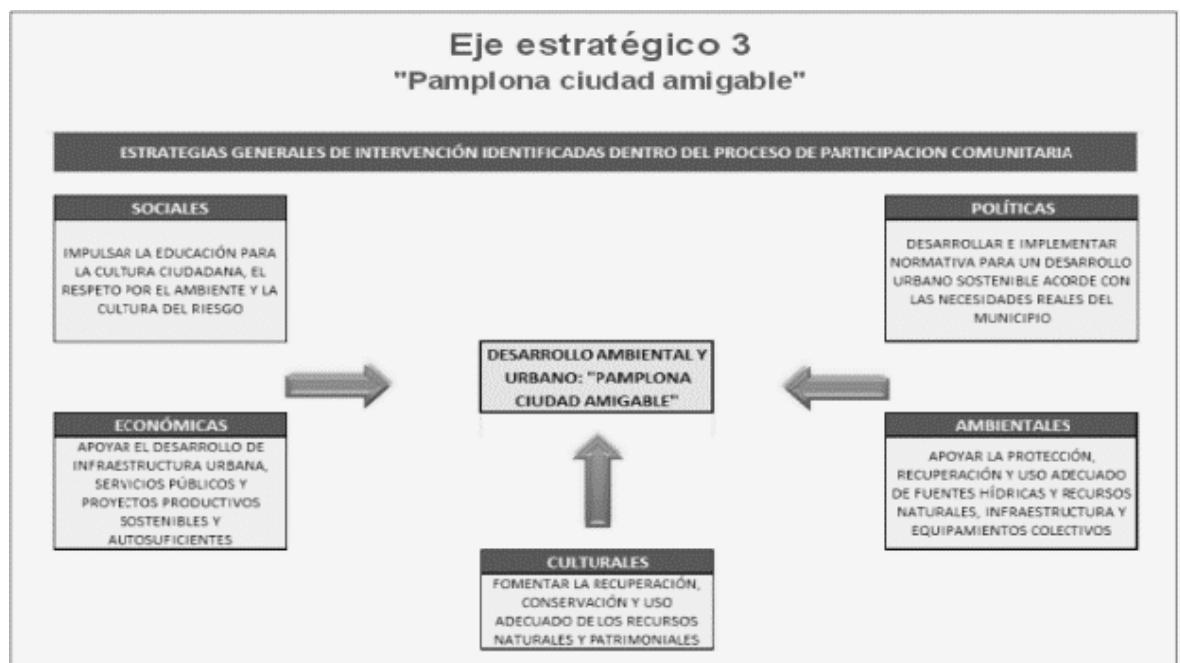 Eje estratégico 3
"Pamplona ciudad amigable"
ESTRATEGIAS GENERALES DE INTERVENCIÓN IDENTIFICADAS DENTRO DEL PROCESO DE PARTICIPACION COMUNITARIA
SOCIALES
IMPULSAR LA EDUCACIÓN PARA
LA CULTURA CIUDADANA, EL
RESPETO POR EL AMBIENTE Y LA
CULTURA DEL RIESGO
POLÍTICAS
DESARROLLAR E IMPLEMENTAR
NORMATIVA PARA UN DESARROLLO
URBANO SOSTENIBLE ACORDE CON
LAS NECESIDADES REALES DEL
MUNICIPIO
DESARROLLO AMBIENTAL Y
URBANO: "PAMPLONA
CIUDAD AMIGABLE"
ECONÓMICAS
APOYAR EL DESARROLLO DE
INFRAESTRUCTURA URBANA,
SERVICIOS PÚBLICOS Y
PROYECTOS PRODUCTIVOS
SOSTENIBLES Y
AUTOSUFICIENTES
AMBIENTALES
APOYAR LA PROTECCIÓN,
RECUPERACIÓN Y USO ADECUADO
DE FUENTES HÍDRICAS Y RECURSOS
NATURALES, INFRAESTRUCTURA Y
EQUIPAMIENTOS COLECTIVOS
CULTURALES
FOMENTAR LA RECUPERACIÓN,
CONSERVACIÓN Y USO
ADECUADO DE LOS RECURSOS
NATURALES Y PATRIMONIALES